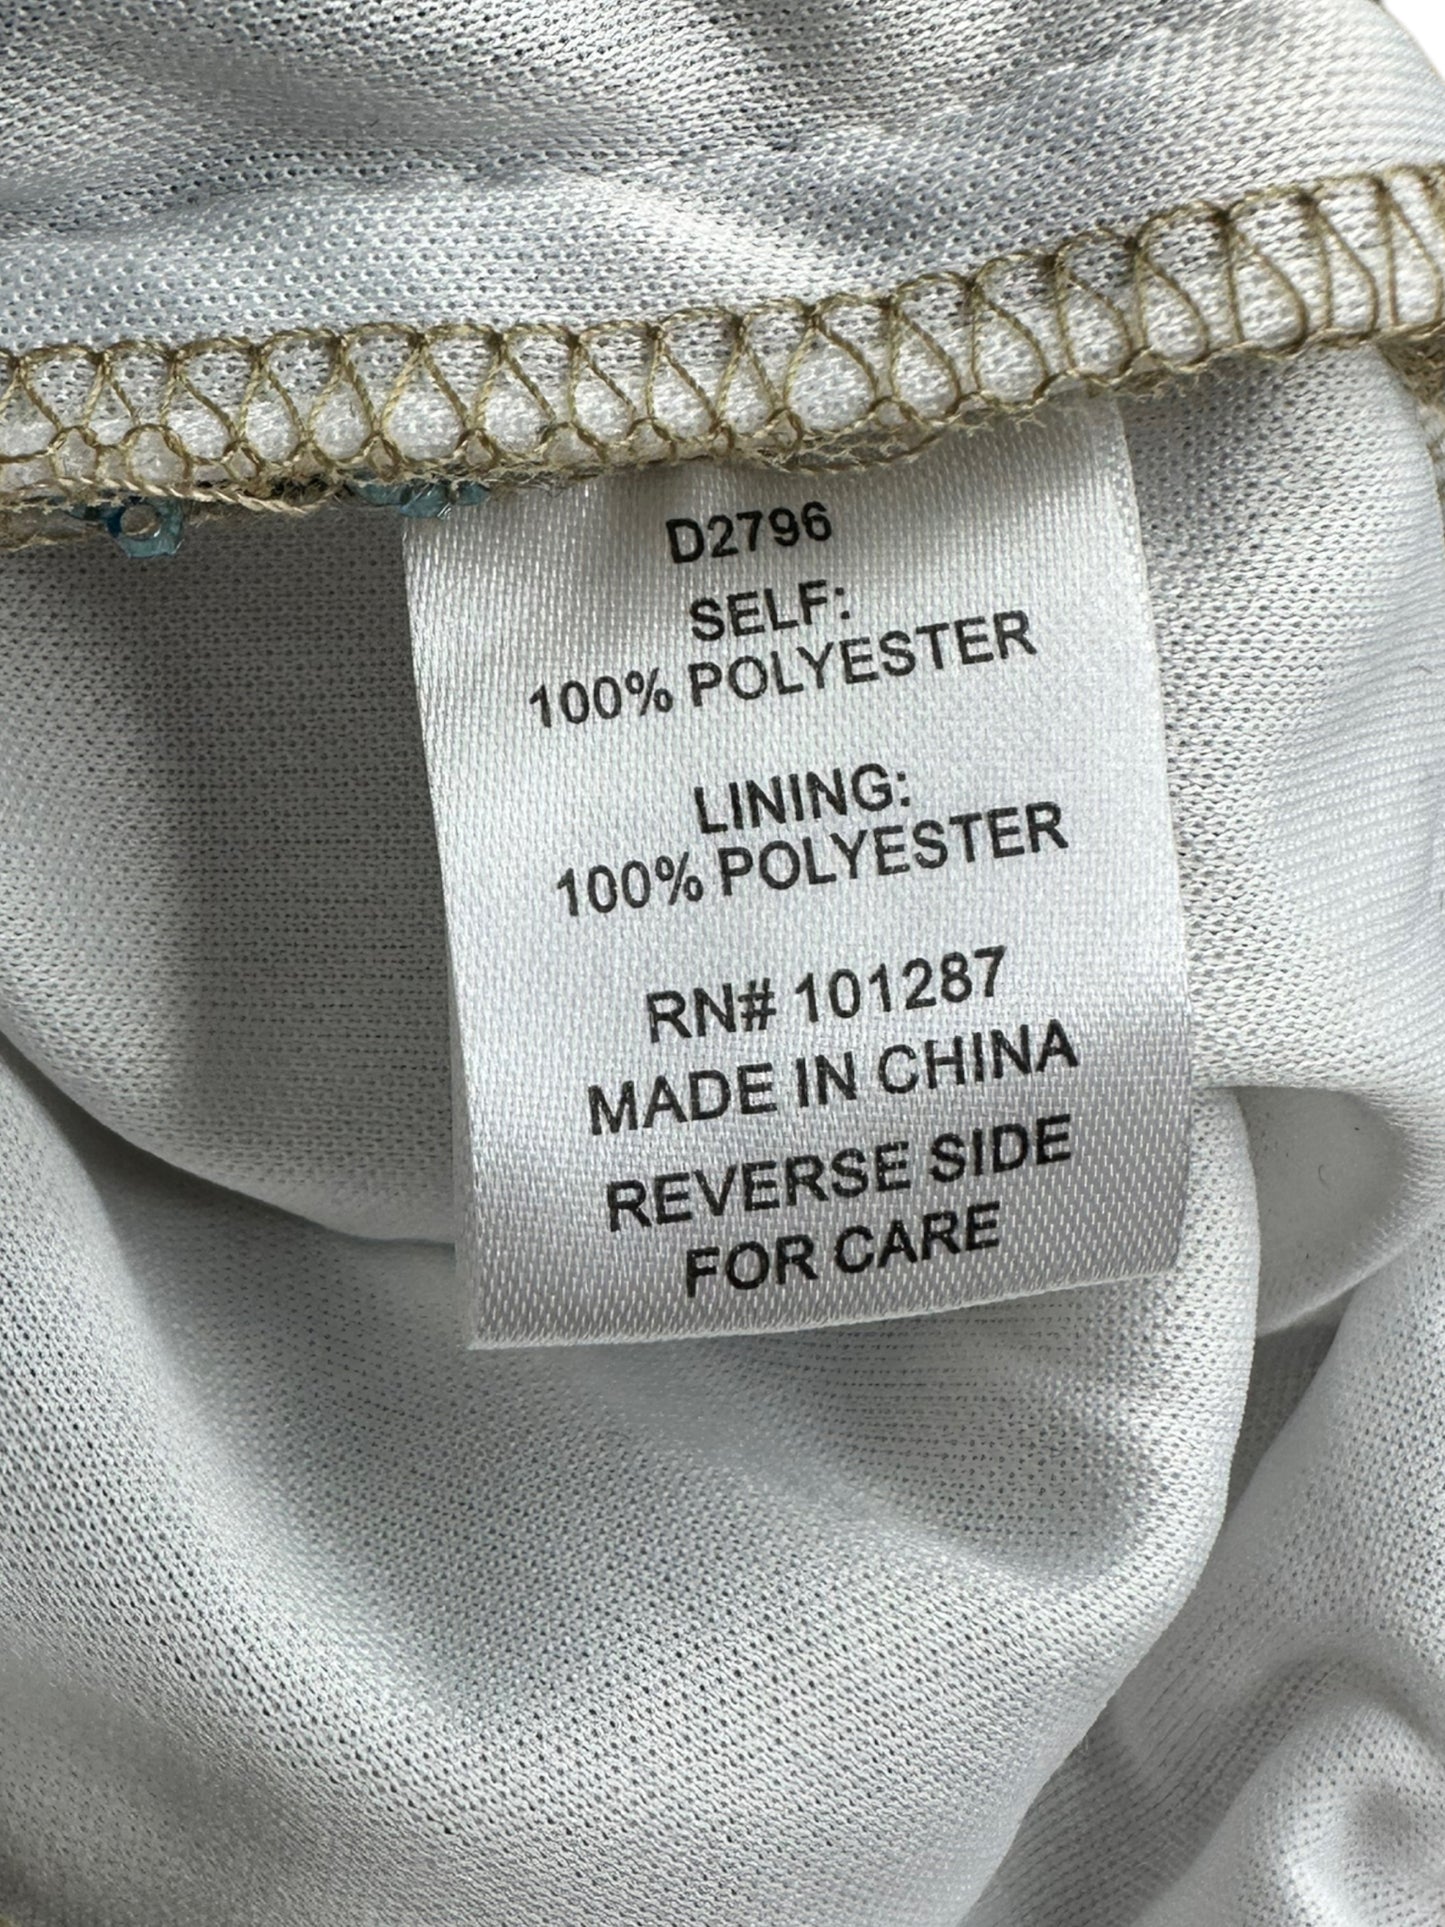 D2796
SELF:
100% POLYESTER
LINING:
100% POLYESTER
RN# 101287
MADE IN CHINA
REVERSE SIDE
FOR CARE